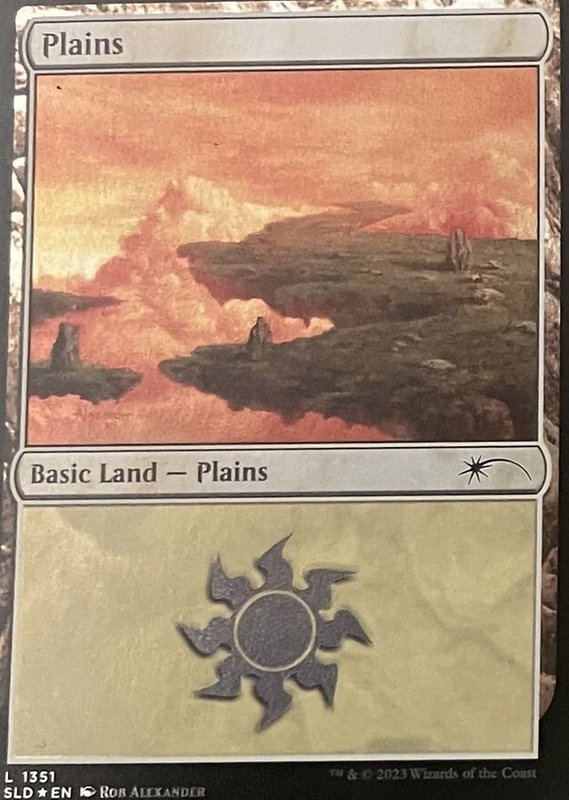 Plains
Basic Land — Plains
L 1351
SLD ★ EN Rob Alexander
™ & © 2023 Wizards of the Coast